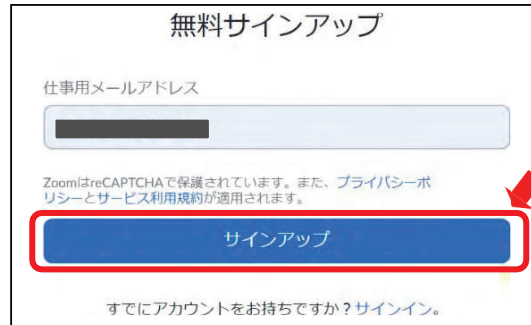 無料サインアップ
仕事用メールアドレス
ZoomはreCAPTCHAで保護されています。また、プライバシーポ
リシーとサービス利用規約が適用されます。
サインアップ
すでにアカウントをお持ちですか？サインイン。